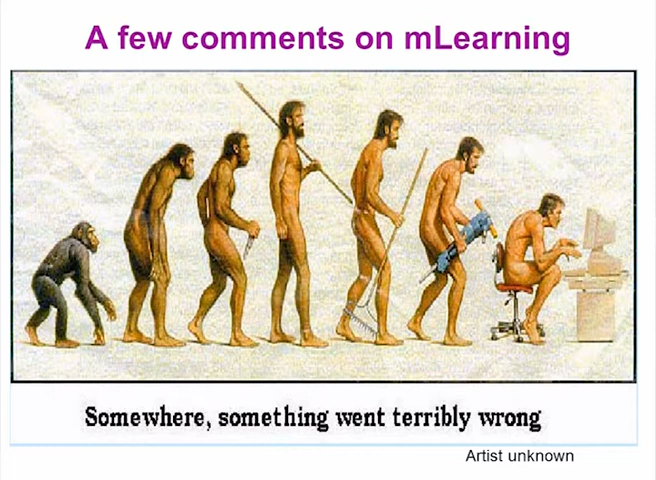 A few comments on mLearning
Somewhere, something went terribly wrong
Artist unknown